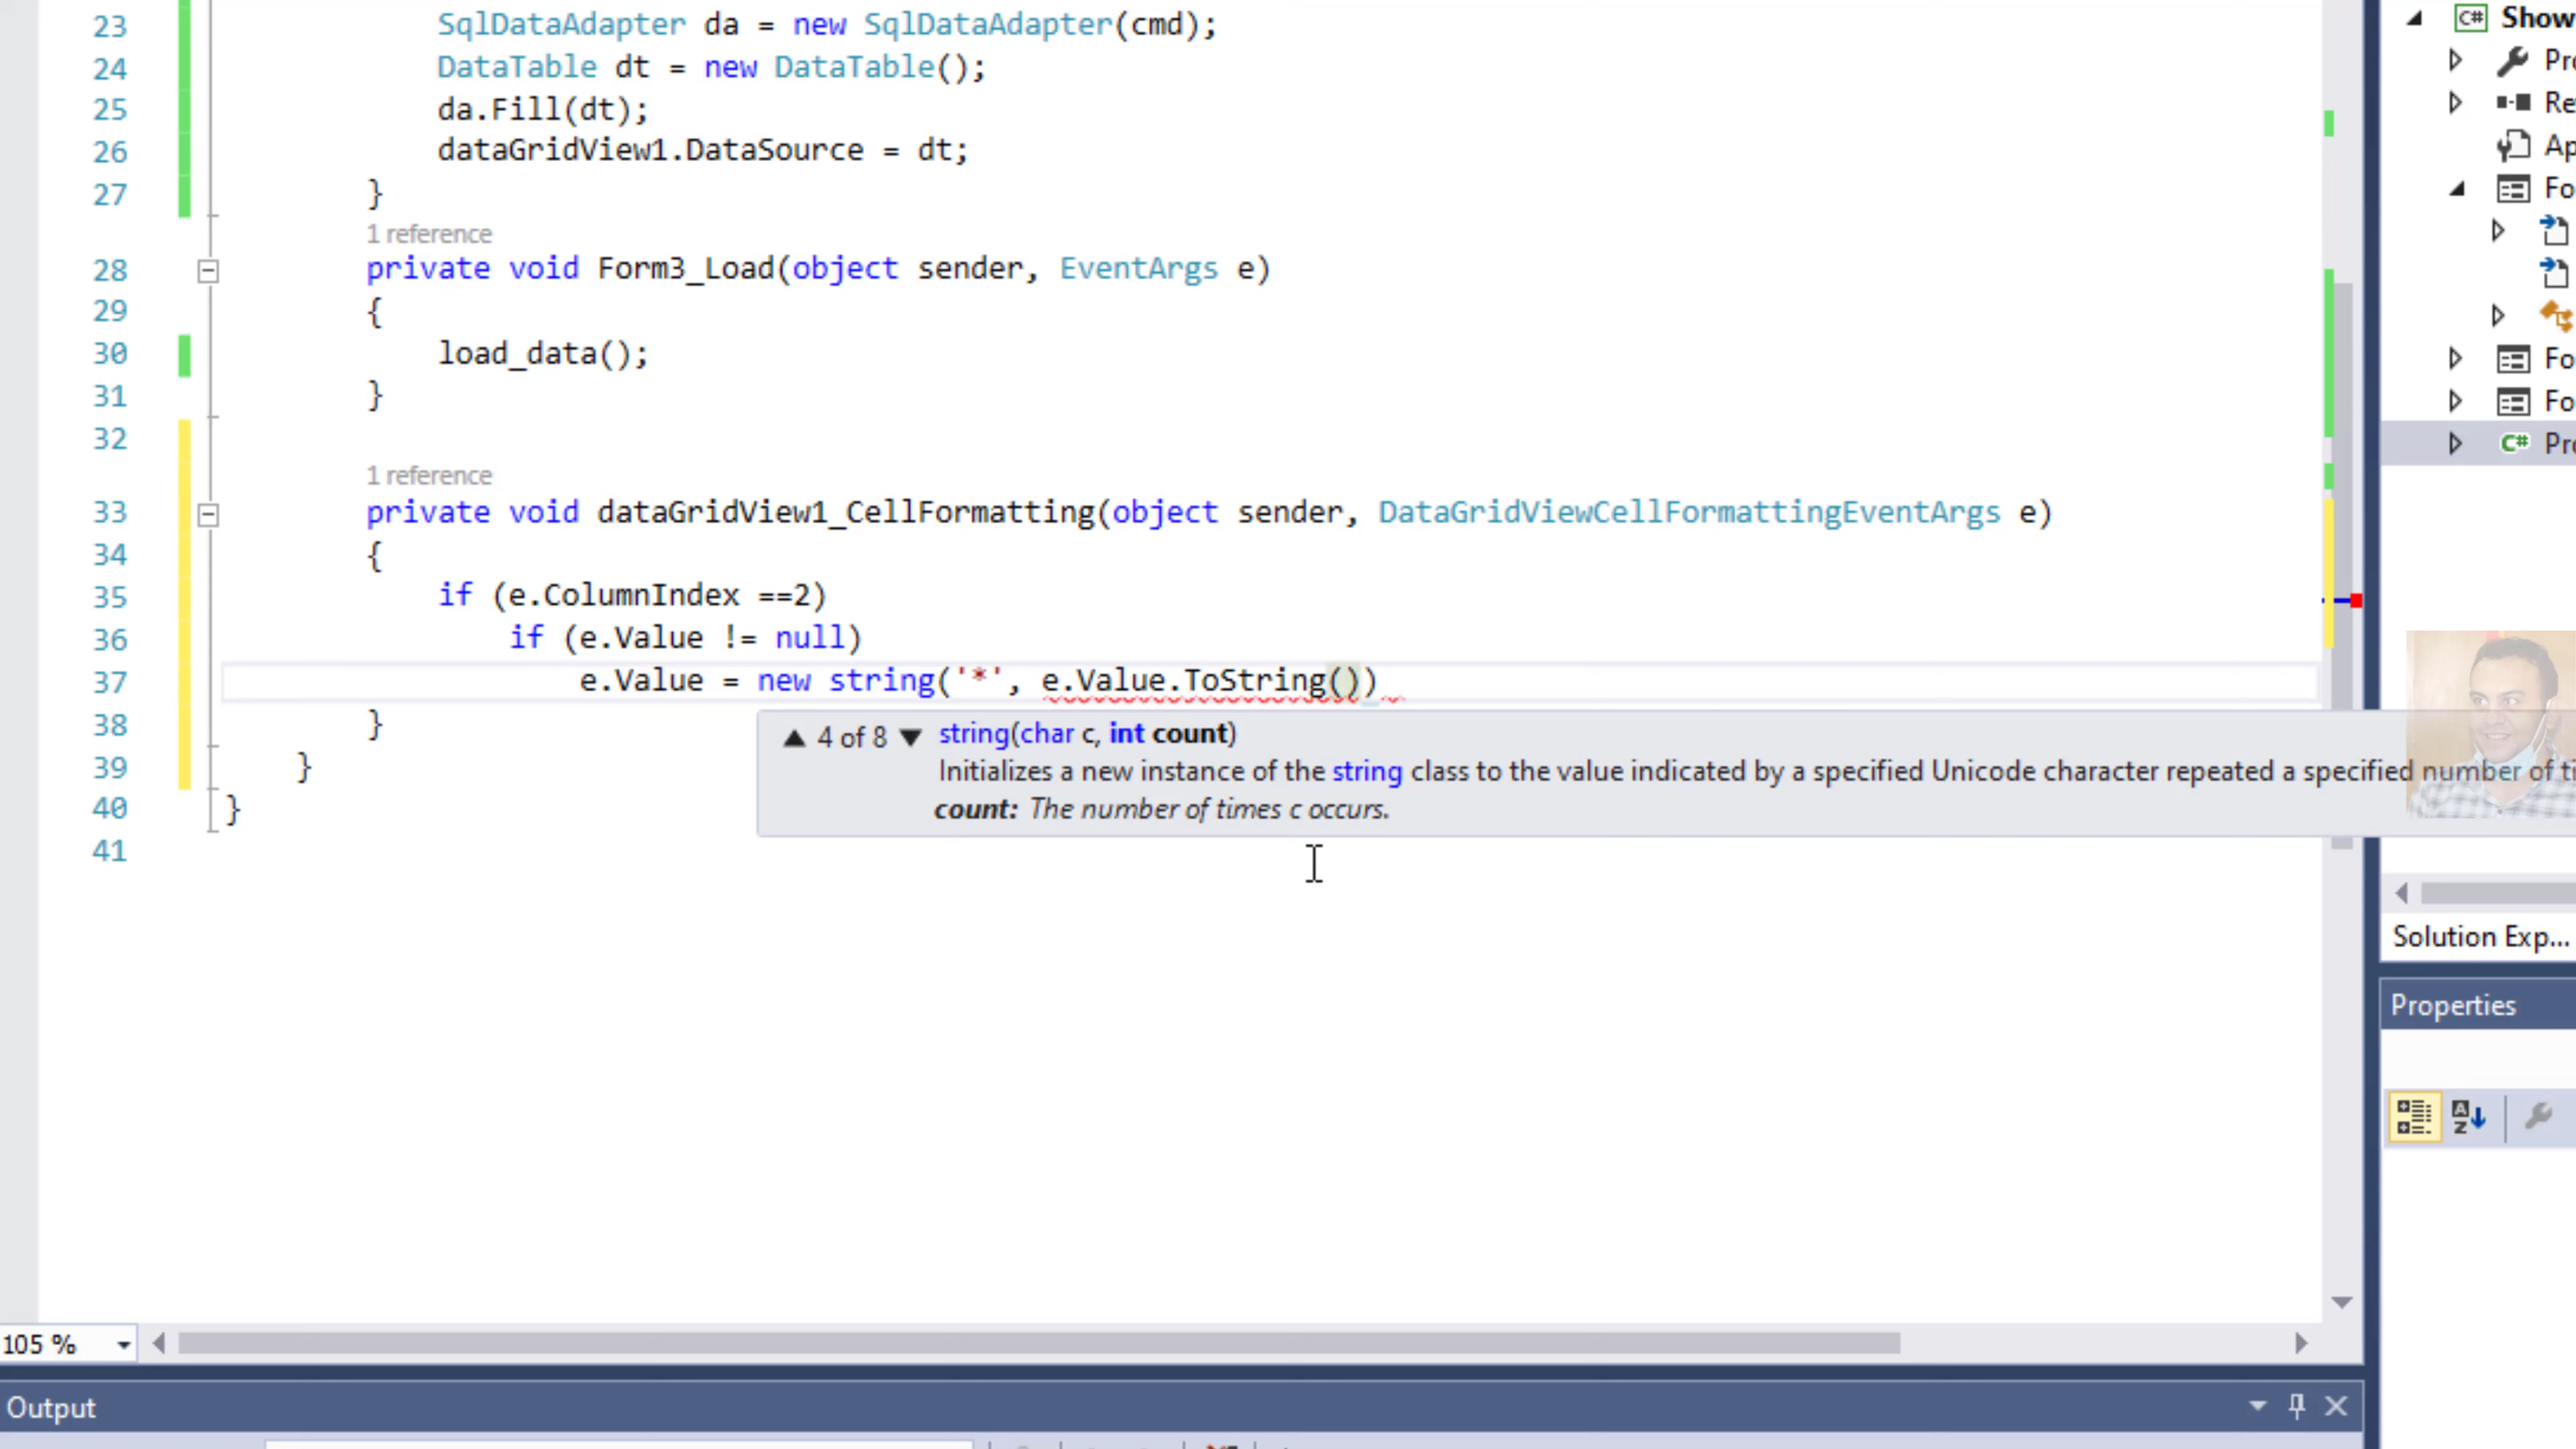 23 SqlDataAdapter da = new SqlDataAdapter(cmd);
24 DataTable dt = new DataTable();
25 da.Fill(dt);
26 dataGridView1.DataSource = dt;
27 }
1 reference
28 private void Form3_Load(object sender, EventArgs e)
29 {
30 load_data();
31 }
32
1 reference
33 private void dataGridView1_CellFormatting(object sender, DataGridViewCellFormattingEventArgs e)
34 {
35 if (e.ColumnIndex ==2)
36 if (e.Value != null)
37 e.Value = new string('*', e.Value.ToString())
38 }
39 }
40 }
41
▲ 4 of 8 ▼ string(char c, int count)
Initializes a new instance of the string class to the value indicated by a specified Unicode character repeated a specified number of ti
count: The number of times c occurs.
105 %
Output
C# Show
Pr
Re
Ap
Fo
Fo
Fo
C# Pr
Solution Exp...
Properties